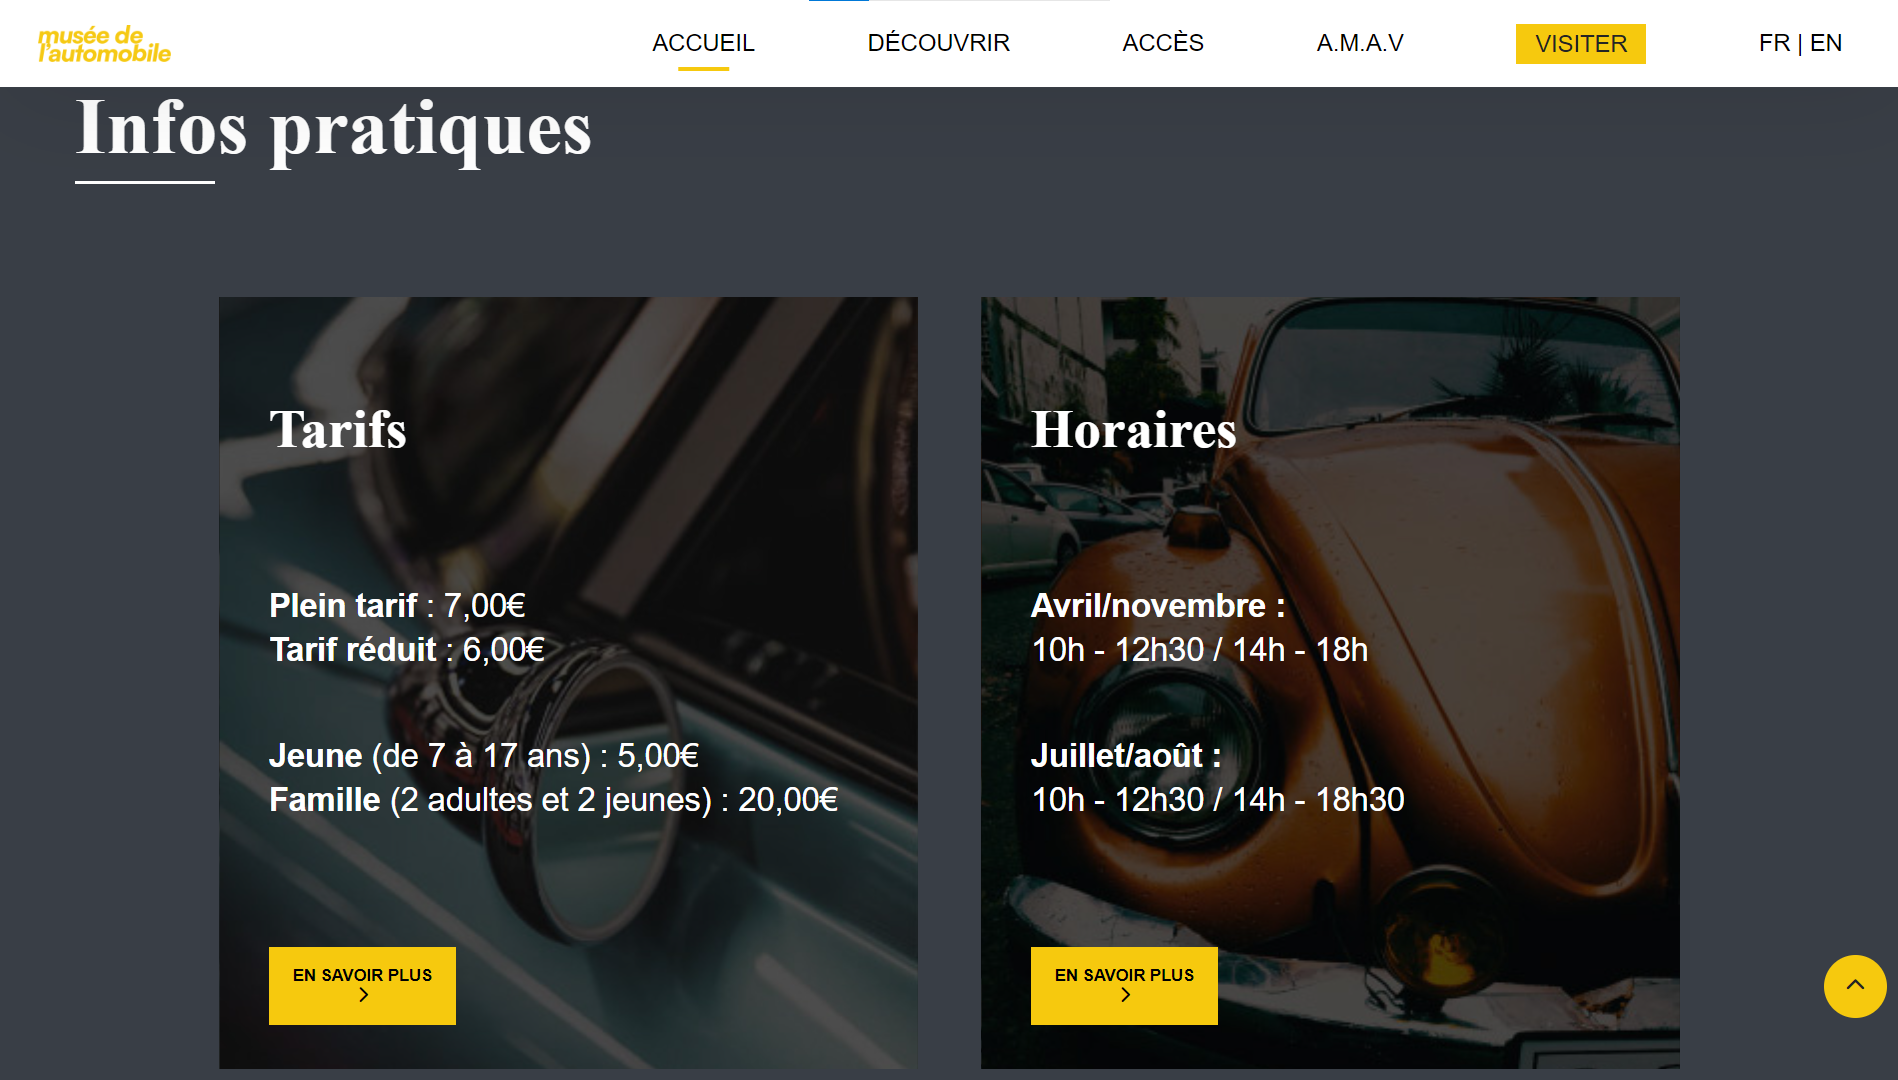 musée de
l'automobile
ACCUEIL
DÉCOUVRIR
ACCÈS
A.M.A.V
VISITER
FR | EN
Infos pratiques
Tarifs
Plein tarif : 7,00€
Tarif réduit : 6,00€
Jeune (de 7 à 17 ans) : 5,00€
Famille (2 adultes et 2 jeunes) : 20,00€
EN SAVOIR PLUS
Horaires
Avril/novembre :
10h - 12h30 / 14h - 18h
Juillet/août :
10h - 12h30 / 14h - 18h30
EN SAVOIR PLUS